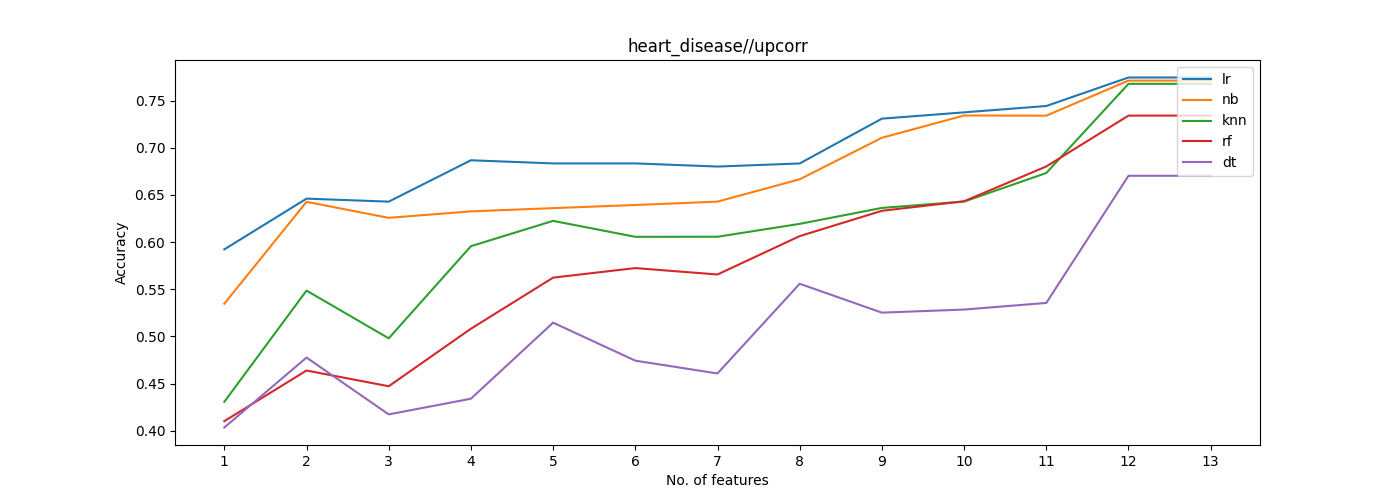 heart_disease//upcorr
Accuracy
0.75
0.70
0.65
0.60
0.55
0.50
0.45
0.40
lr
nb
knn
rf
dt
1 2 3 4 5 6 7 8 9 10 11 12 13
No. of features